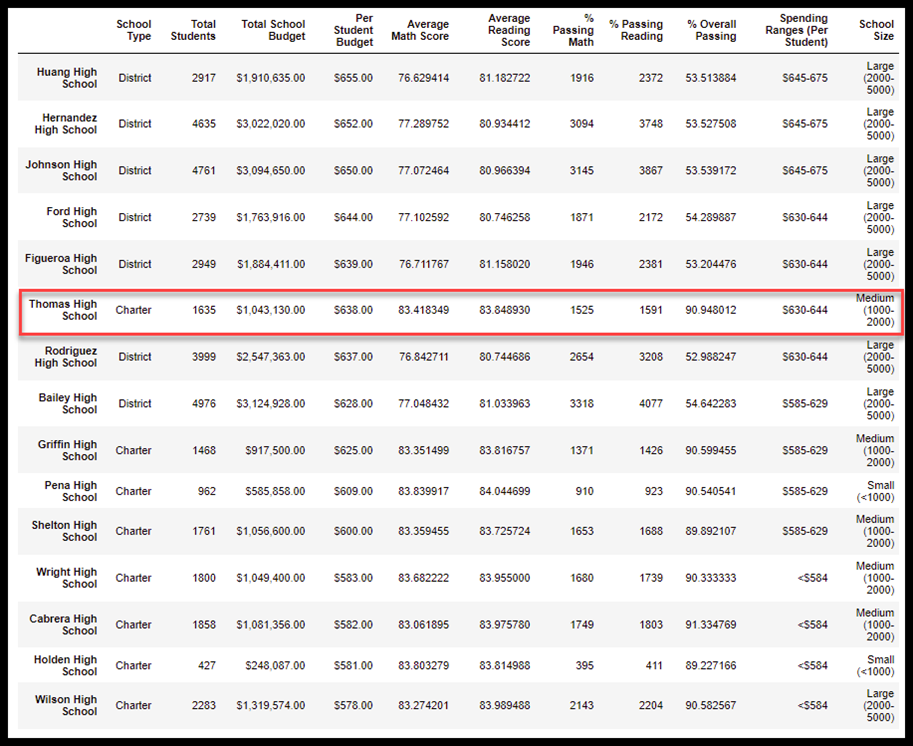 School Type Total Students Total School Budget Per Student Budget Average Math Score Average Reading Score % Passing Math % Passing Reading % Overall Passing Spending Ranges (Per Student) School Size
Huang High School District 2917 $1,910,635.00 $655.00 76.629414 81.182722 1916 2372 53.513884 $645-675 Large (2000-5000)
Hernandez High School District 4635 $3,022,020.00 $652.00 77.289752 80.934412 3094 3748 53.527508 $645-675 Large (2000-5000)
Johnson High School District 4761 $3,094,650.00 $650.00 77.072464 80.966394 3145 3867 53.539172 $645-675 Large (2000-5000)
Ford High School District 2739 $1,763,916.00 $644.00 77.102592 80.746258 1871 2172 54.289887 $630-644 Large (2000-5000)
Figueroa High School District 2949 $1,884,411.00 $639.00 76.711767 81.158020 1946 2381 53.204476 $630-644 Large (2000-5000)
Thomas High School Charter 1635 $1,043,130.00 $638.00 83.418349 83.848930 1525 1591 90.948012 $630-644 Medium (1000-2000)
Rodriguez High School District 3999 $2,547,363.00 $637.00 76.842711 80.744686 2654 3208 52.988247 $630-644 Large (2000-5000)
Bailey High School District 4976 $3,124,928.00 $628.00 77.048432 81.033963 3318 4077 54.642283 $585-629 Large (2000-5000)
Griffin High School Charter 1468 $917,500.00 $625.00 83.351499 83.816757 1371 1426 90.599455 $585-629 Medium (1000-2000)
Pena High School Charter 962 $585,858.00 $609.00 83.839917 84.044699 910 923 90.540541 $585-629 Small (<1000)
Shelton High School Charter 1761 $1,056,600.00 $600.00 83.359455 83.725724 1653 1688 89.892107 $585-629 Medium (1000-2000)
Wright High School Charter 1800 $1,049,400.00 $583.00 83.682222 83.955000 1680 1739 90.333333 <$584 Medium (1000-2000)
Cabrera High School Charter 1858 $1,081,356.00 $582.00 83.061895 83.975780 1749 1803 91.334769 <$584 Medium (1000-2000)
Holden High School Charter 427 $248,087.00 $581.00 83.803279 83.814988 395 411 89.227166 <$584 Small (<1000)
Wilson High School Charter 2283 $1,319,574.00 $578.00 83.274201 83.989488 2143 2204 90.582567 <$584 Large (2000-5000)